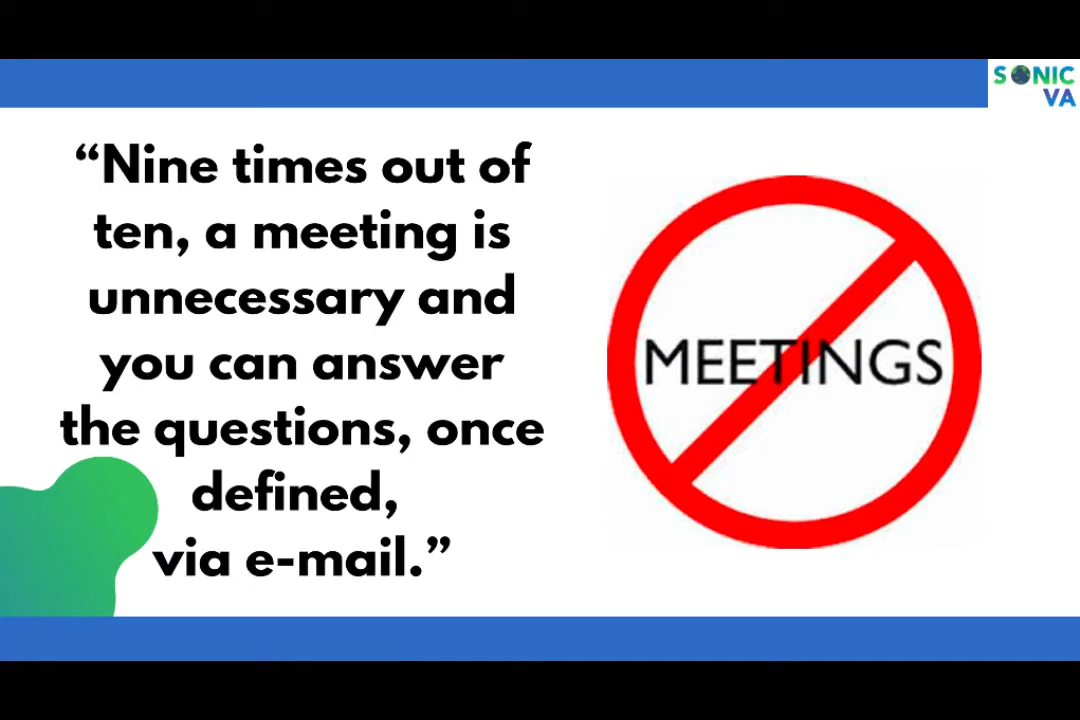 SONIC
VA
“Nine times out of
ten, a meeting is
unnecessary and
you can answer
the questions, once
defined,
via e-mail.”
MEETINGS